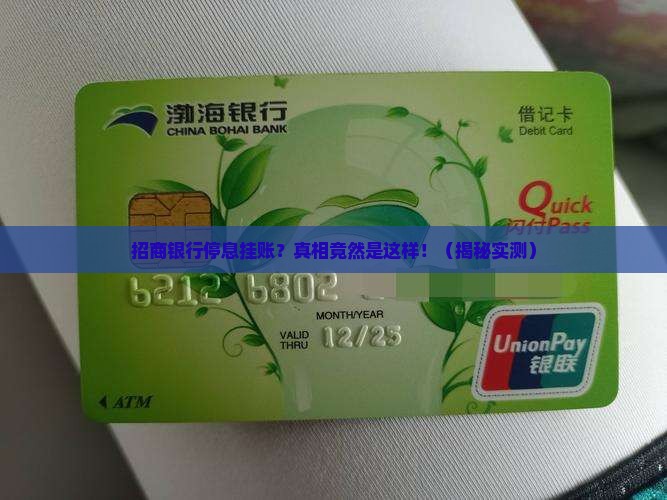 渤海银行
CHINA BOHAI BANK
借记卡
Debit Card
Quick
闪付Pass
招商银行停息挂账？真相竟然是这样！（揭秘实测）
6212 6802
MONTH/YEAR
VALID THRU 12/25
UnionPay
银联
ATM